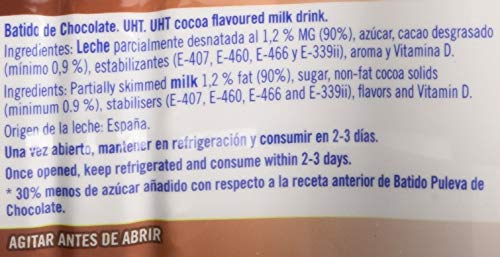 Batido de Chocolate. UHT. UHT cocoa flavoured milk drink.
Ingredientes: Leche parcialmente desnatada al 1,2 % MG (90%), azúcar, cacao desgrasado
(mínimo 0,9 %), estabilizantes (E-407, E-460, E-466 y E-339ii), aroma y Vitamina D.
Ingredients: Partially skimmed milk 1,2 % fat (90%), sugar, non-fat cocoa solids
(minimum 0.9 %), stabilisers (E-407, E-460, E-466 and E-339ii), flavors and Vitamin D.
Origen de la leche: España.
Una vez abierto, mantener en refrigeración y consumir en 2-3 días.
Once opened, keep refrigerated and consume within 2-3 days.
* 30% menos de azúcar añadido con respecto a la receta anterior de Batido Puleva de
Chocolate.
AGITAR ANTES DE ABRIR